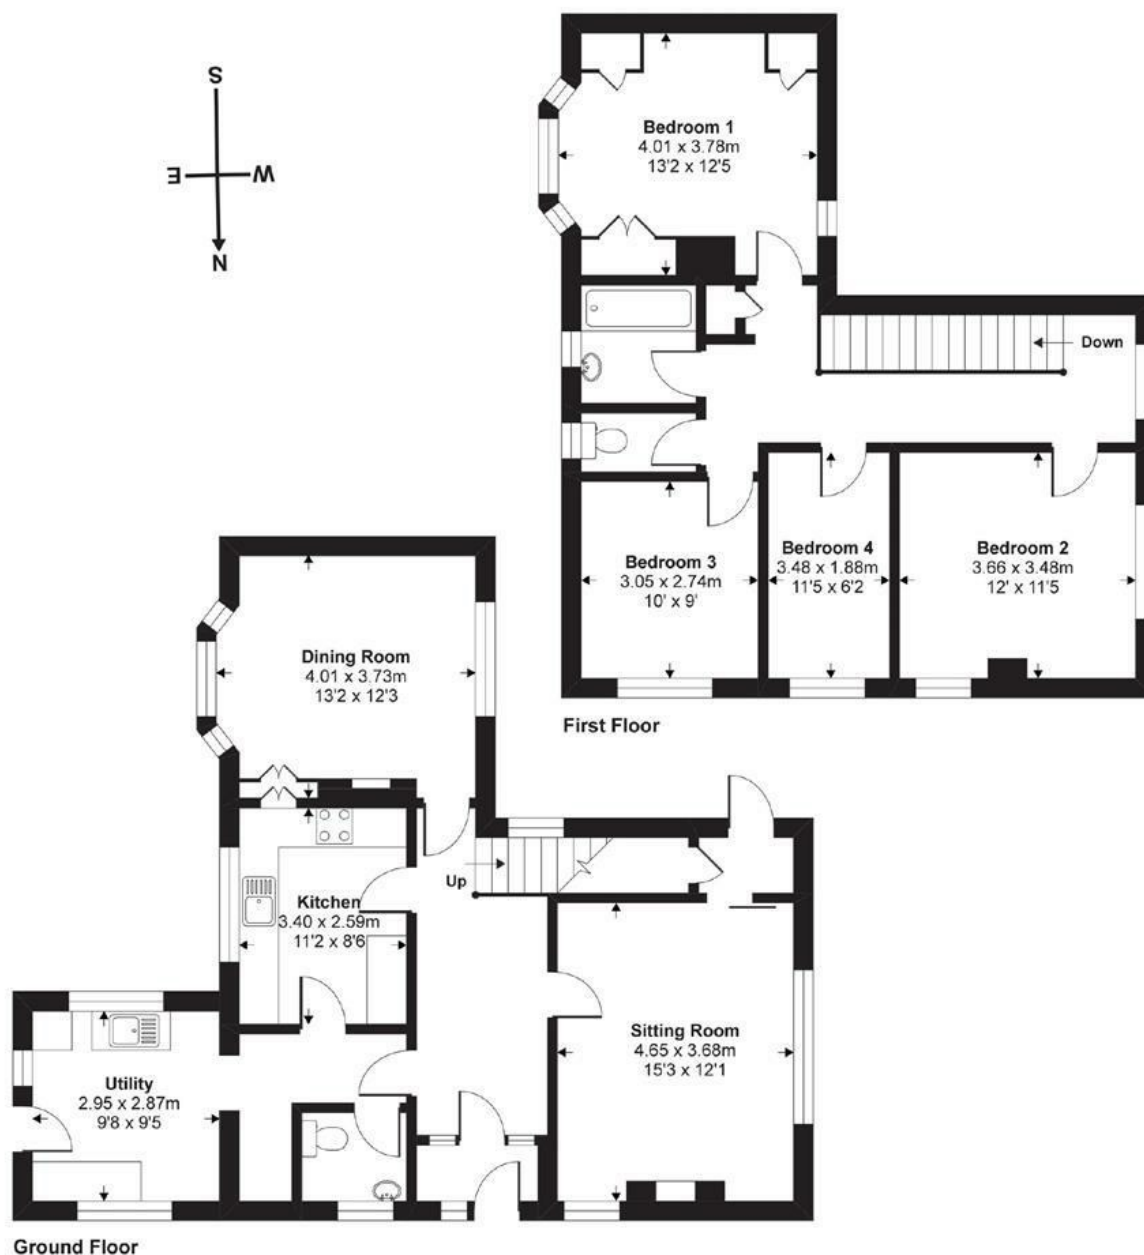 S
E
W
N
Bedroom 1
4.01 x 3.78m
13'2 x 12'5
Down
Bedroom 3
3.05 x 2.74m
10' x 9'
Bedroom 4
3.48 x 1.88m
11'5 x 6'2
Bedroom 2
3.66 x 3.48m
12' x 11'5
First Floor
Dining Room
4.01 x 3.73m
13'2 x 12'3
Up
Kitchen
3.40 x 2.59m
11'2 x 8'6
Sitting Room
4.65 x 3.68m
15'3 x 12'1
Utility
2.95 x 2.87m
9'8 x 9'5
Ground Floor